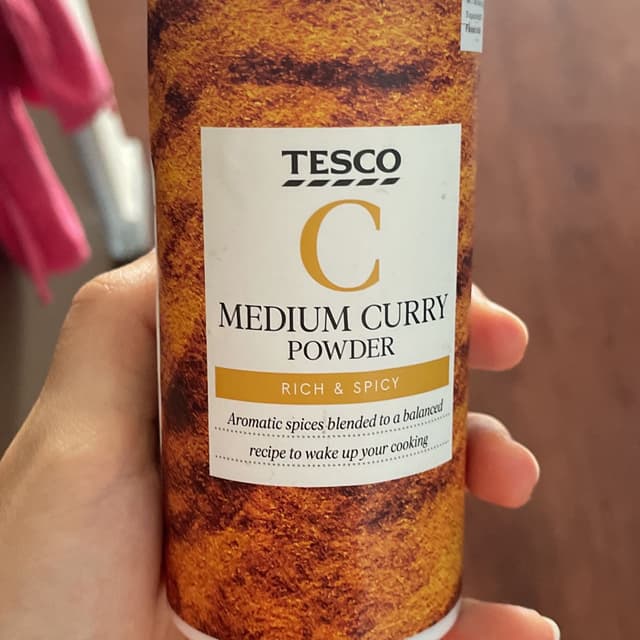 TESCO
C
MEDIUM CURRY
POWDER
RICH & SPICY
Aromatic spices blended to a balanced
recipe to wake up your cooking